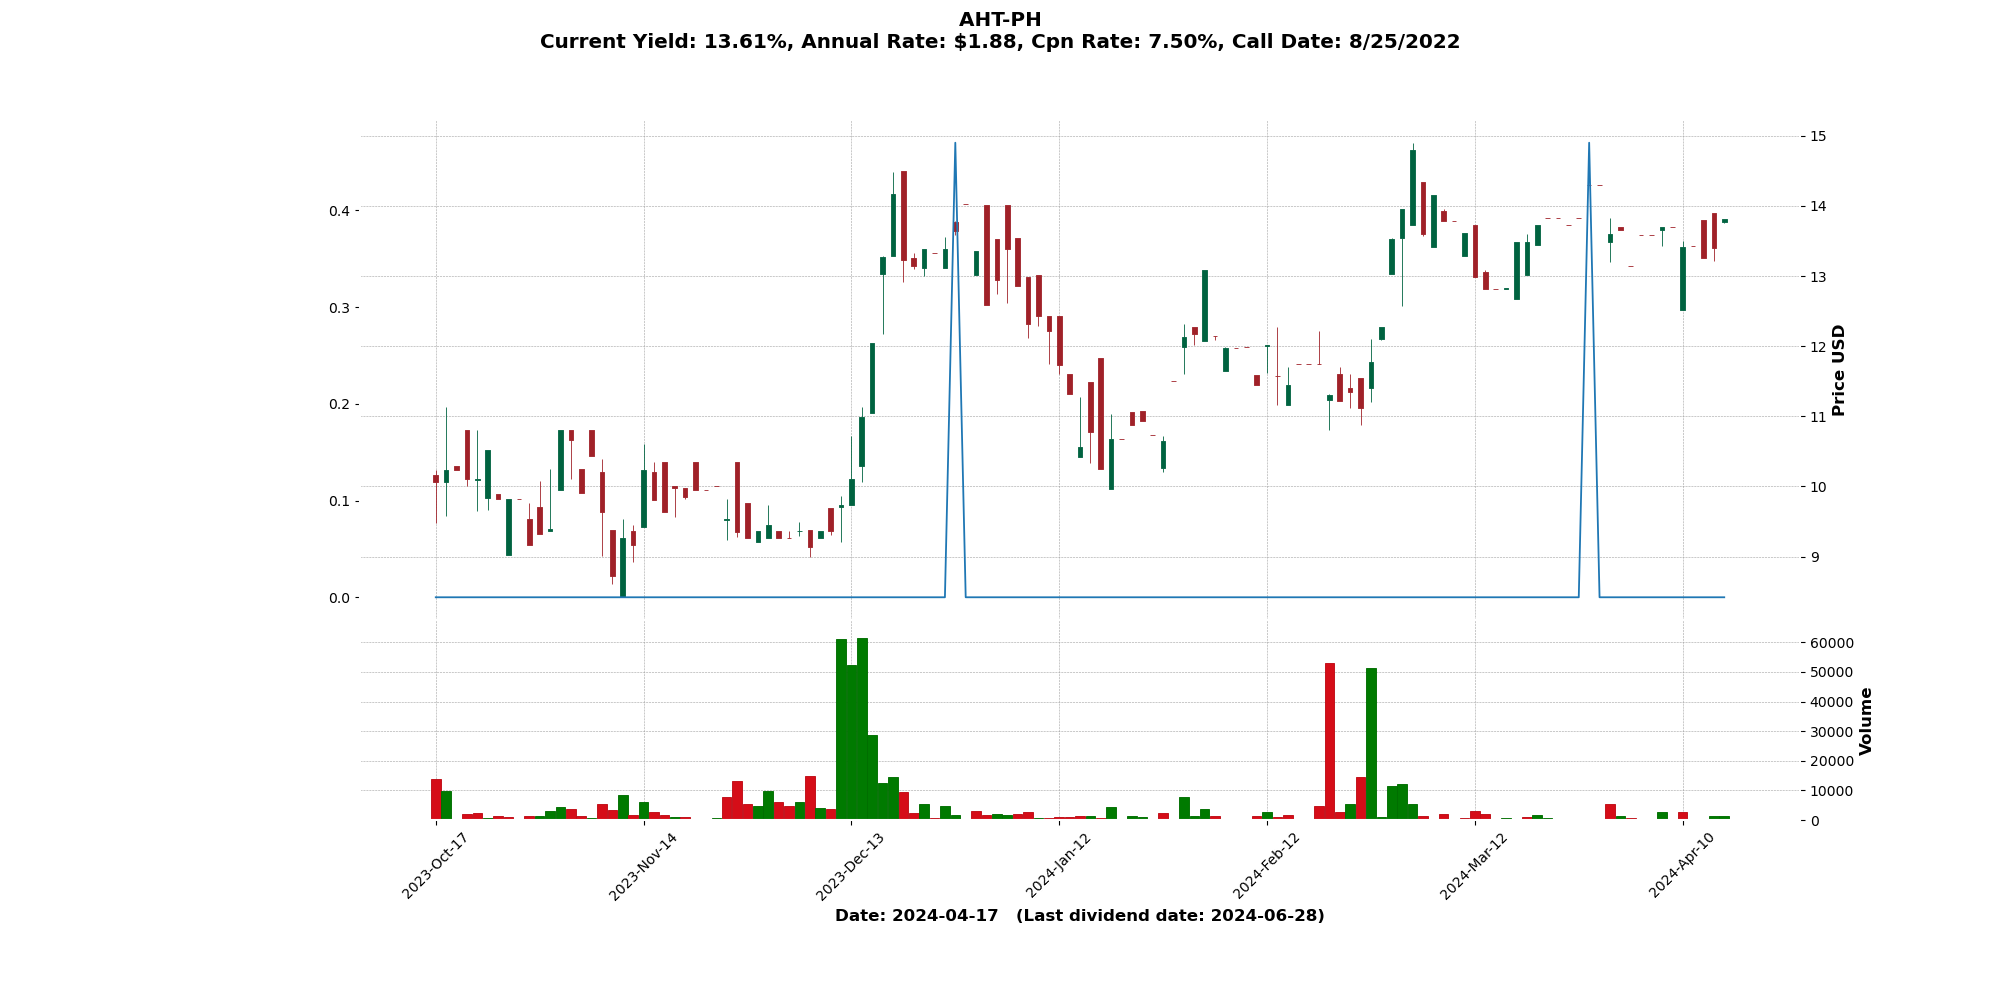 AHT-PH
Current Yield: 13.61%, Annual Rate: $1.88, Cpn Rate: 7.50%, Call Date: 8/25/2022
0.4
0.3
0.2
0.1
0.0
15
14
13
12
11
10
9
Price USD
60000
50000
40000
30000
20000
10000
0
Volume
2023-Oct-17
2023-Nov-14
2023-Dec-13
2024-Jan-12
2024-Feb-12
2024-Mar-12
2024-Apr-10
Date: 2024-04-17 (Last dividend date: 2024-06-28)